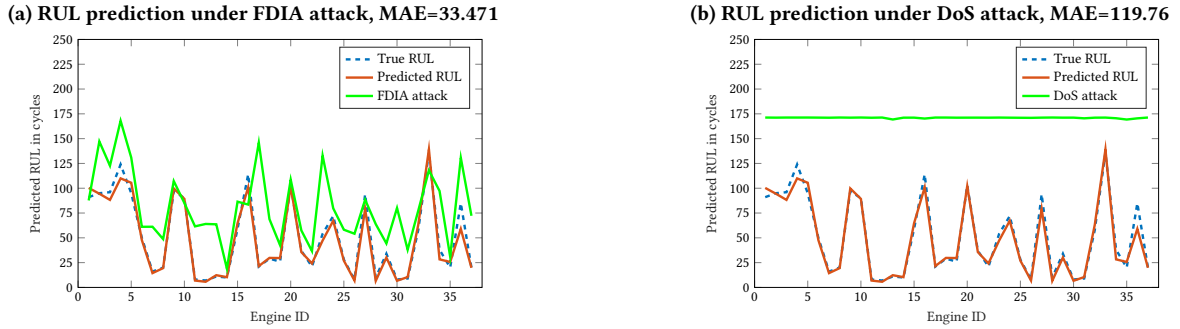 (a) RUL prediction under FDIA attack, MAE=33.471
250
225
200
175
150
125
100
75
50
25
0
Predicted RUL in cycles
True RUL
Predicted RUL
FDIA attack
0 5 10 15 20 25 30 35
Engine ID
(b) RUL prediction under DoS attack, MAE=119.76
250
225
200
175
150
125
100
75
50
25
0
Predicted RUL in cycles
True RUL
Predicted RUL
DoS attack
0 5 10 15 20 25 30 35
Engine ID